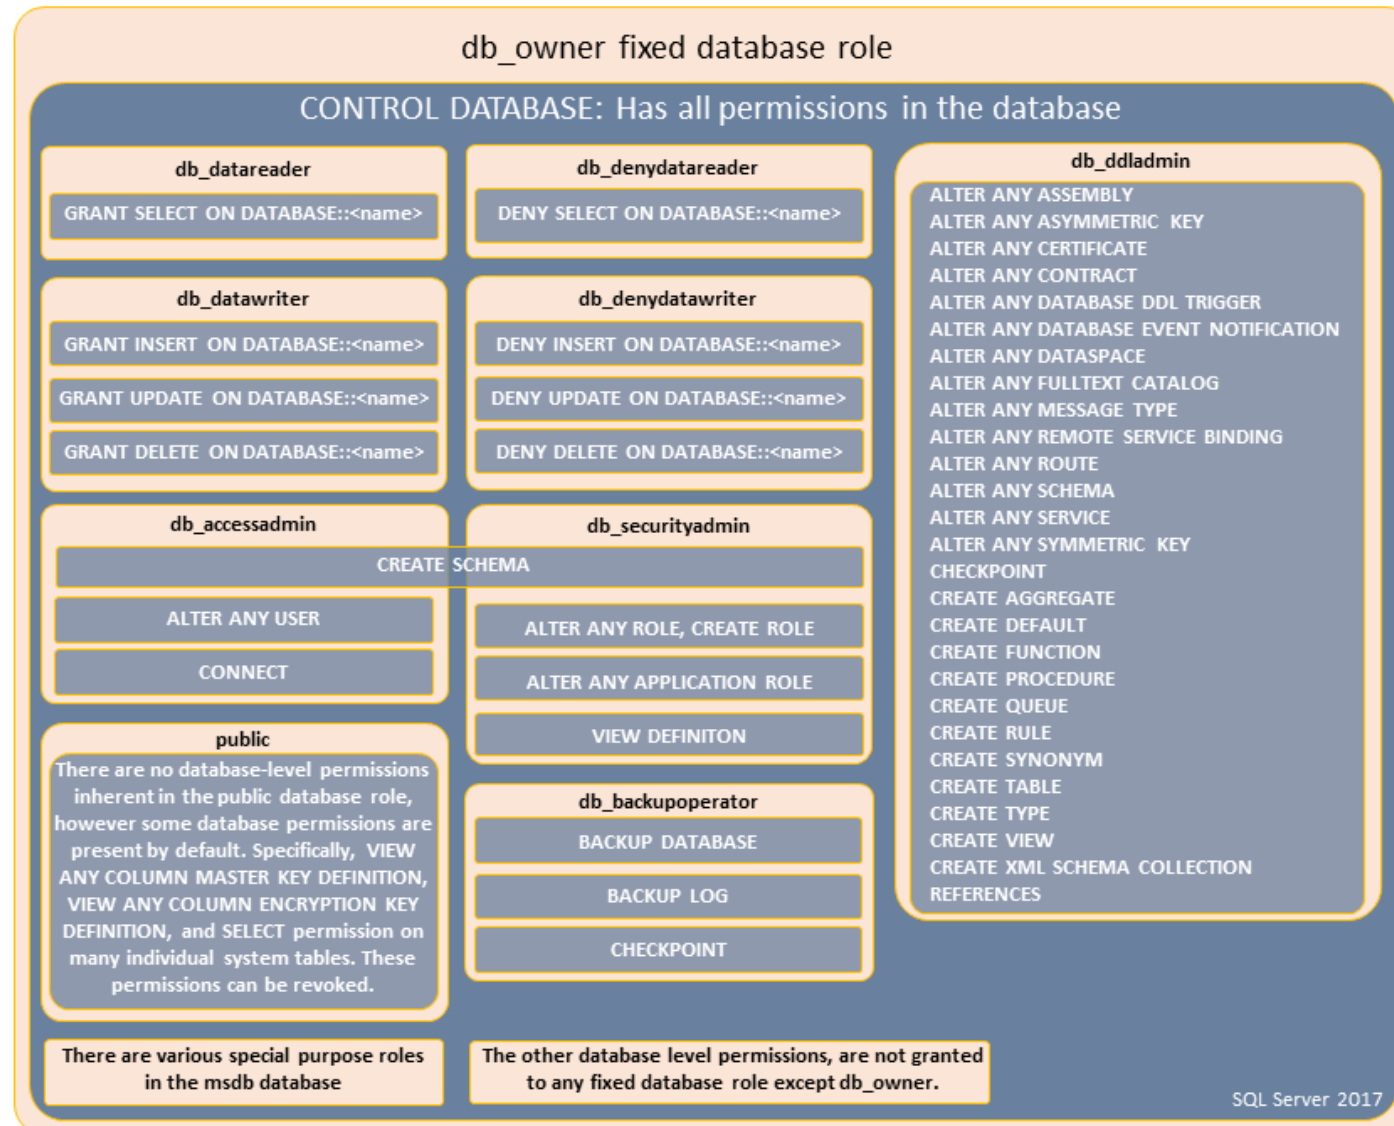 db_owner fixed database role
CONTROL DATABASE: Has all permissions in the database
db_datareader
GRANT SELECT ON DATABASE::<name>
db_denydatareader
DENY SELECT ON DATABASE::<name>
db_datawriter
GRANT INSERT ON DATABASE::<name>
GRANT UPDATE ON DATABASE::<name>
GRANT DELETE ON DATABASE::<name>
db_denydatawriter
DENY INSERT ON DATABASE::<name>
DENY UPDATE ON DATABASE::<name>
DENY DELETE ON DATABASE::<name>
db_accessadmin
db_securityadmin
CREATE SCHEMA
ALTER ANY USER
CONNECT
ALTER ANY ROLE, CREATE ROLE
ALTER ANY APPLICATION ROLE
VIEW DEFINITON
public
There are no database-level permissions
inherent in the public database role,
however some database permissions are
present by default. Specifically, VIEW
ANY COLUMN MASTER KEY DEFINITION,
VIEW ANY COLUMN ENCRYPTION KEY
DEFINITION, and SELECT permission on
many individual system tables. These
permissions can be revoked.
db_backupoperator
BACKUP DATABASE
BACKUP LOG
CHECKPOINT
db_ddladmin
ALTER ANY ASSEMBLY
ALTER ANY ASYMMETRIC KEY
ALTER ANY CERTIFICATE
ALTER ANY CONTRACT
ALTER ANY DATABASE DDL TRIGGER
ALTER ANY DATABASE EVENT NOTIFICATION
ALTER ANY DATASPACE
ALTER ANY FULLTEXT CATALOG
ALTER ANY MESSAGE TYPE
ALTER ANY REMOTE SERVICE BINDING
ALTER ANY ROUTE
ALTER ANY SCHEMA
ALTER ANY SERVICE
ALTER ANY SYMMETRIC KEY
CHECKPOINT
CREATE AGGREGATE
CREATE DEFAULT
CREATE FUNCTION
CREATE PROCEDURE
CREATE QUEUE
CREATE RULE
CREATE SYNONYM
CREATE TABLE
CREATE TYPE
CREATE VIEW
CREATE XML SCHEMA COLLECTION
REFERENCES
There are various special purpose roles
in the msdb database
The other database level permissions, are not granted
to any fixed database role except db_owner.
SQL Server 2017